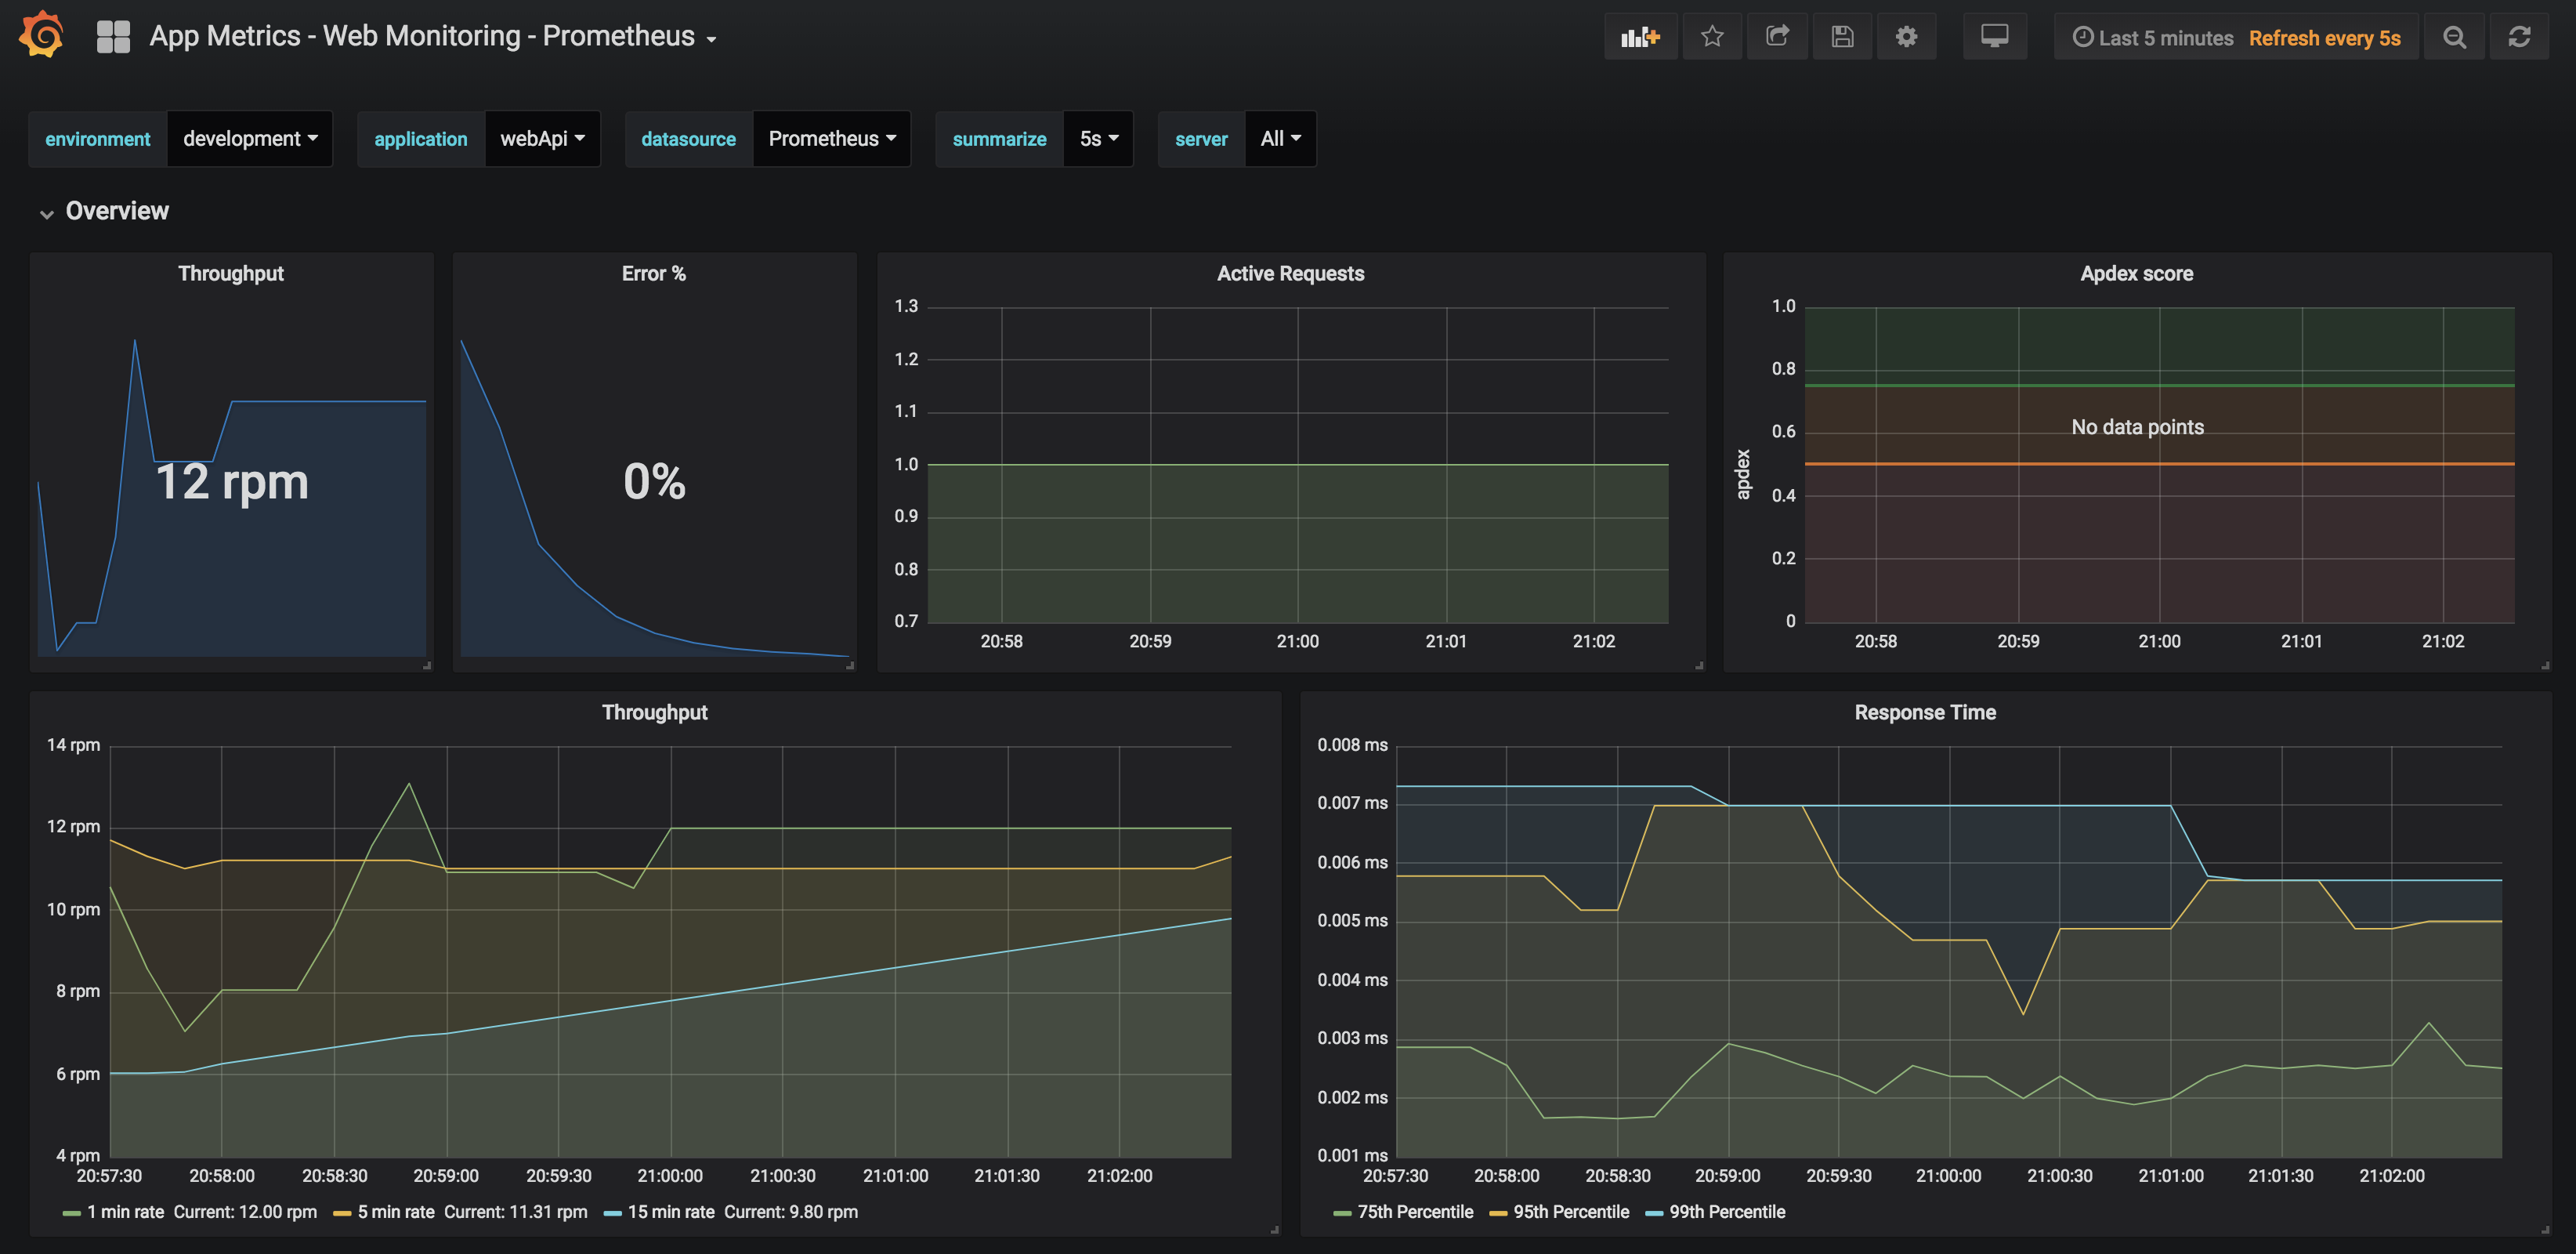 App Metrics - Web Monitoring - Prometheus
Last 5 minutes Refresh every 5s
environment development application webApi datasource Prometheus summarize 5s server All
Overview
Throughput
12 rpm
Error %
0%
Active Requests
1.3
1.2
1.1
1.0
0.9
0.8
0.7
20:58 20:59 21:00 21:01 21:02
Apdex score
apdex
1.0
0.8
0.6
0.4
0.2
0
No data points
20:58 20:59 21:00 21:01 21:02
Throughput
14 rpm
12 rpm
10 rpm
8 rpm
6 rpm
4 rpm
20:57:30 20:58:00 20:58:30 20:59:00 20:59:30 21:00:00 21:00:30 21:01:00 21:01:30 21:02:00
1 min rate Current: 12.00 rpm 5 min rate Current: 11.31 rpm 15 min rate Current: 9.80 rpm
Response Time
0.008 ms
0.007 ms
0.006 ms
0.005 ms
0.004 ms
0.003 ms
0.002 ms
0.001 ms
20:57:30 20:58:00 20:58:30 20:59:00 20:59:30 21:00:00 21:00:30 21:01:00 21:01:30 21:02:00
75th Percentile 95th Percentile 99th Percentile